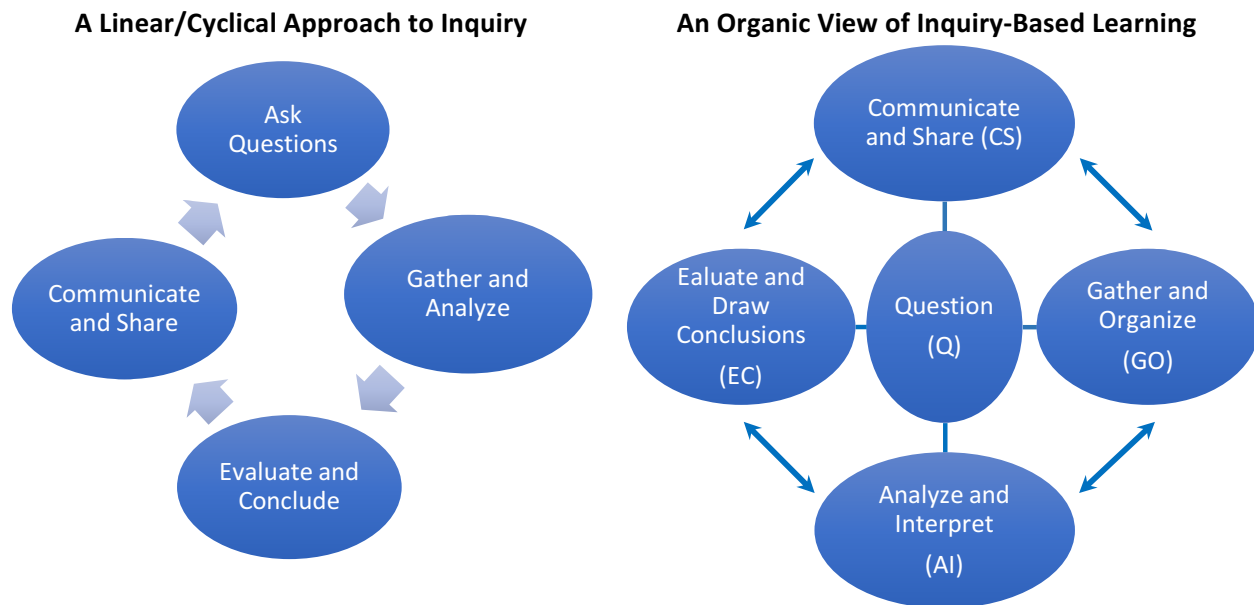 A Linear/Cyclical Approach to Inquiry
Ask
Questions
Gather and
Analyze
Evaluate and
Conclude
Communicate
and Share
An Organic View of Inquiry-Based Learning
Communicate
and Share (CS)
Ealuate and
Draw
Conclusions
(EC)
Question
(Q)
Gather and
Organize
(GO)
Analyze and
Interpret
(AI)